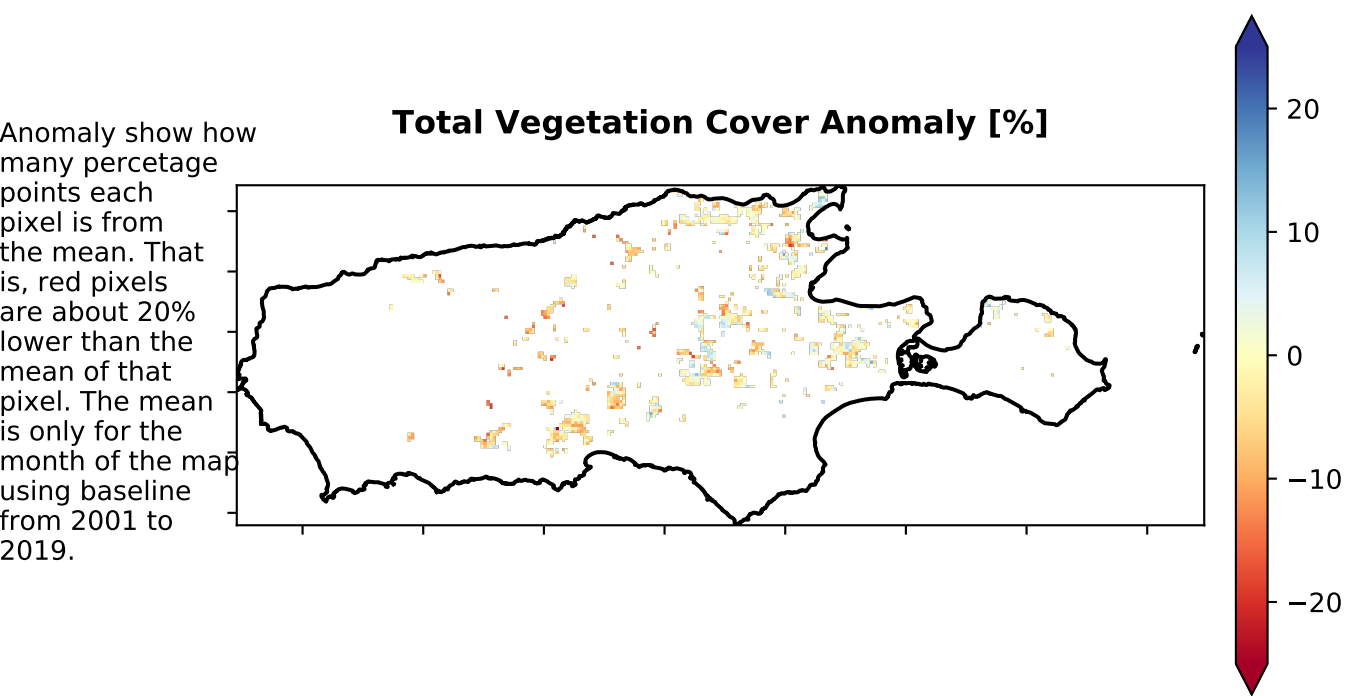 Total Vegetation Cover Anomaly [%]
Anomaly show how
many percetage
points each
pixel is from
the mean. That
is, red pixels
are about 20%
lower than the
mean of that
pixel. The mean
is only for the
month of the map
using baseline
from 2001 to
2019.
20
10
0
−10
−20